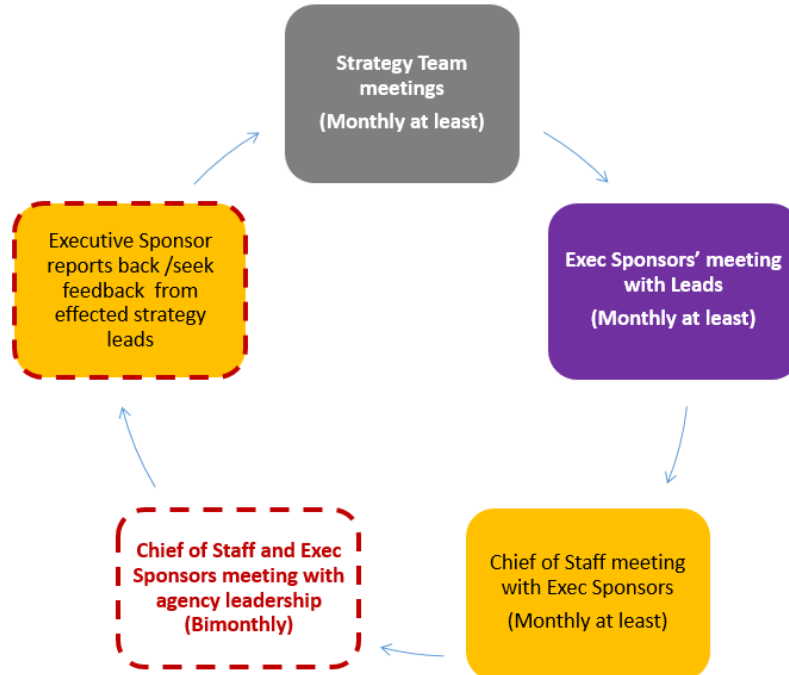 Strategy Team
meetings
(Monthly at least)
Exec Sponsors’ meeting
with Leads
(Monthly at least)
Chief of Staff meeting
with Exec Sponsors
(Monthly at least)
Chief of Staff and Exec
Sponsors meeting with
agency leadership
(Bimonthly)
Executive Sponsor
reports back /seek
feedback  from
effected strategy
leads